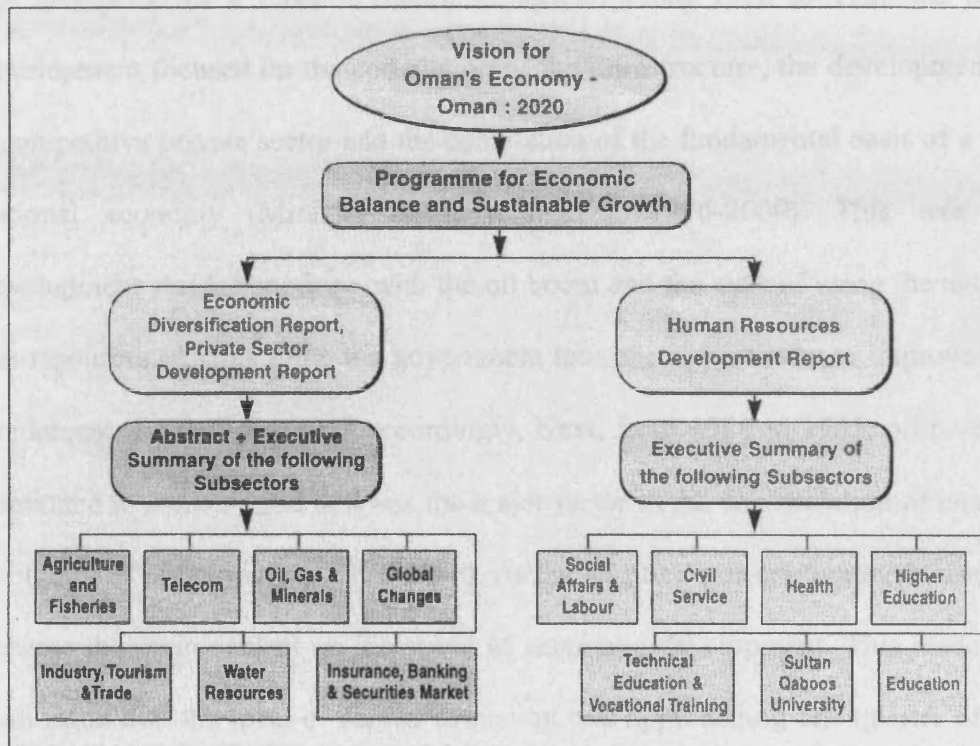 Vision for
Oman's Economy -
Oman : 2020
Programme for Economic
Balance and Sustainable Growth
Economic
Diversification Report,
Private Sector
Development Report
Human Resources
Development Report
Abstract + Executive
Summary of the following
Subsectors
Executive Summary of
the following Subsectors
Agriculture
and
Fisheries
Telecom
Oil, Gas &
Minerals
Global
Changes
Social
Affairs &
Labour
Civil
Service
Health
Higher
Education
Industry, Tourism
&Trade
Water
Resources
Insurance, Banking
& Securities Market
Technical
Education &
Vocational Training
Sultan
Qaboos
University
Education